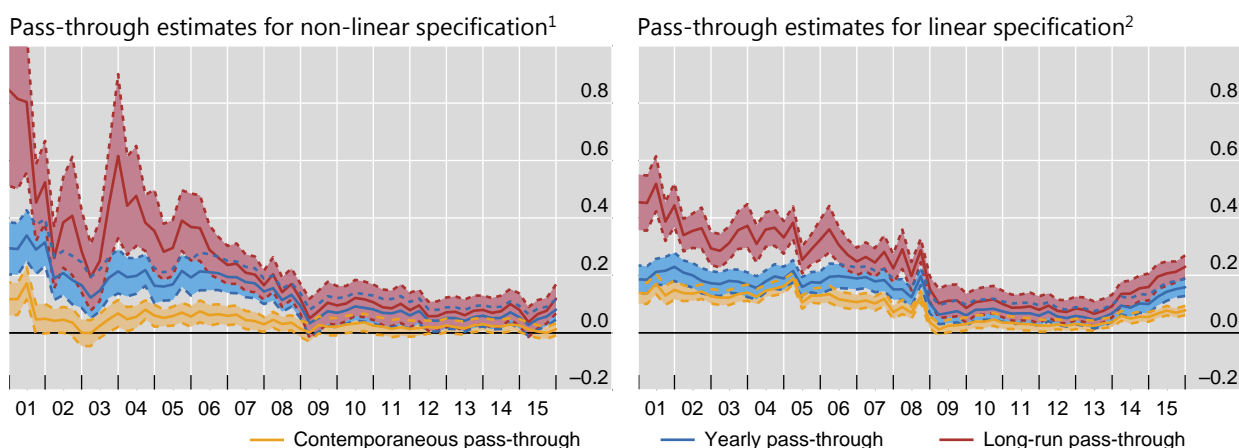 Pass-through estimates for non-linear specification¹
Pass-through estimates for linear specification²
0.8
0.6
0.4
0.2
0.0
–0.2
01 02 03 04 05 06 07 08 09 10 11 12 13 14 15
0.8
0.6
0.4
0.2
0.0
–0.2
01 02 03 04 05 06 07 08 09 10 11 12 13 14 15
Contemporaneous pass-through
Yearly pass-through
Long-run pass-through